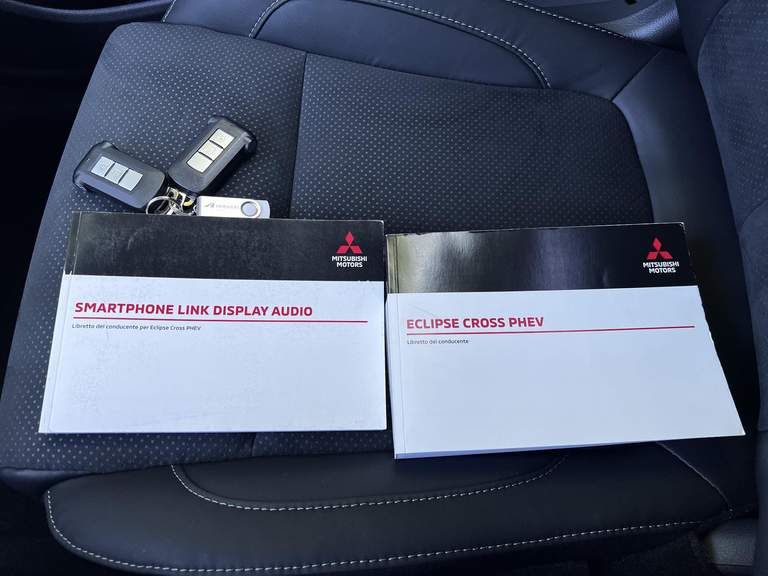 MITSUBISHI
MOTORS
SMARTPHONE LINK DISPLAY AUDIO
Libretto del conducente per Eclipse Cross PHEV
MITSUBISHI
MOTORS
ECLIPSE CROSS PHEV
Libretto del conducente